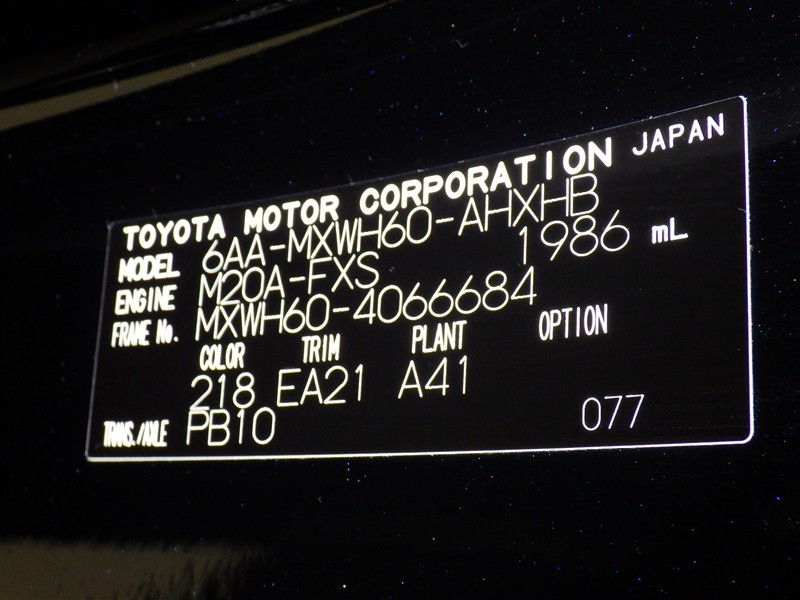 TOYOTA MOTOR CORPORATION JAPAN
MODEL 6AA-MXWH60-AHXHB
ENGINE M20A-FXS 1986 mL
FRAME No. MXWH60-4066684
COLOR TRIM PLANT OPTION
218 EA21 A41
TRANS./AXLE PB10 077